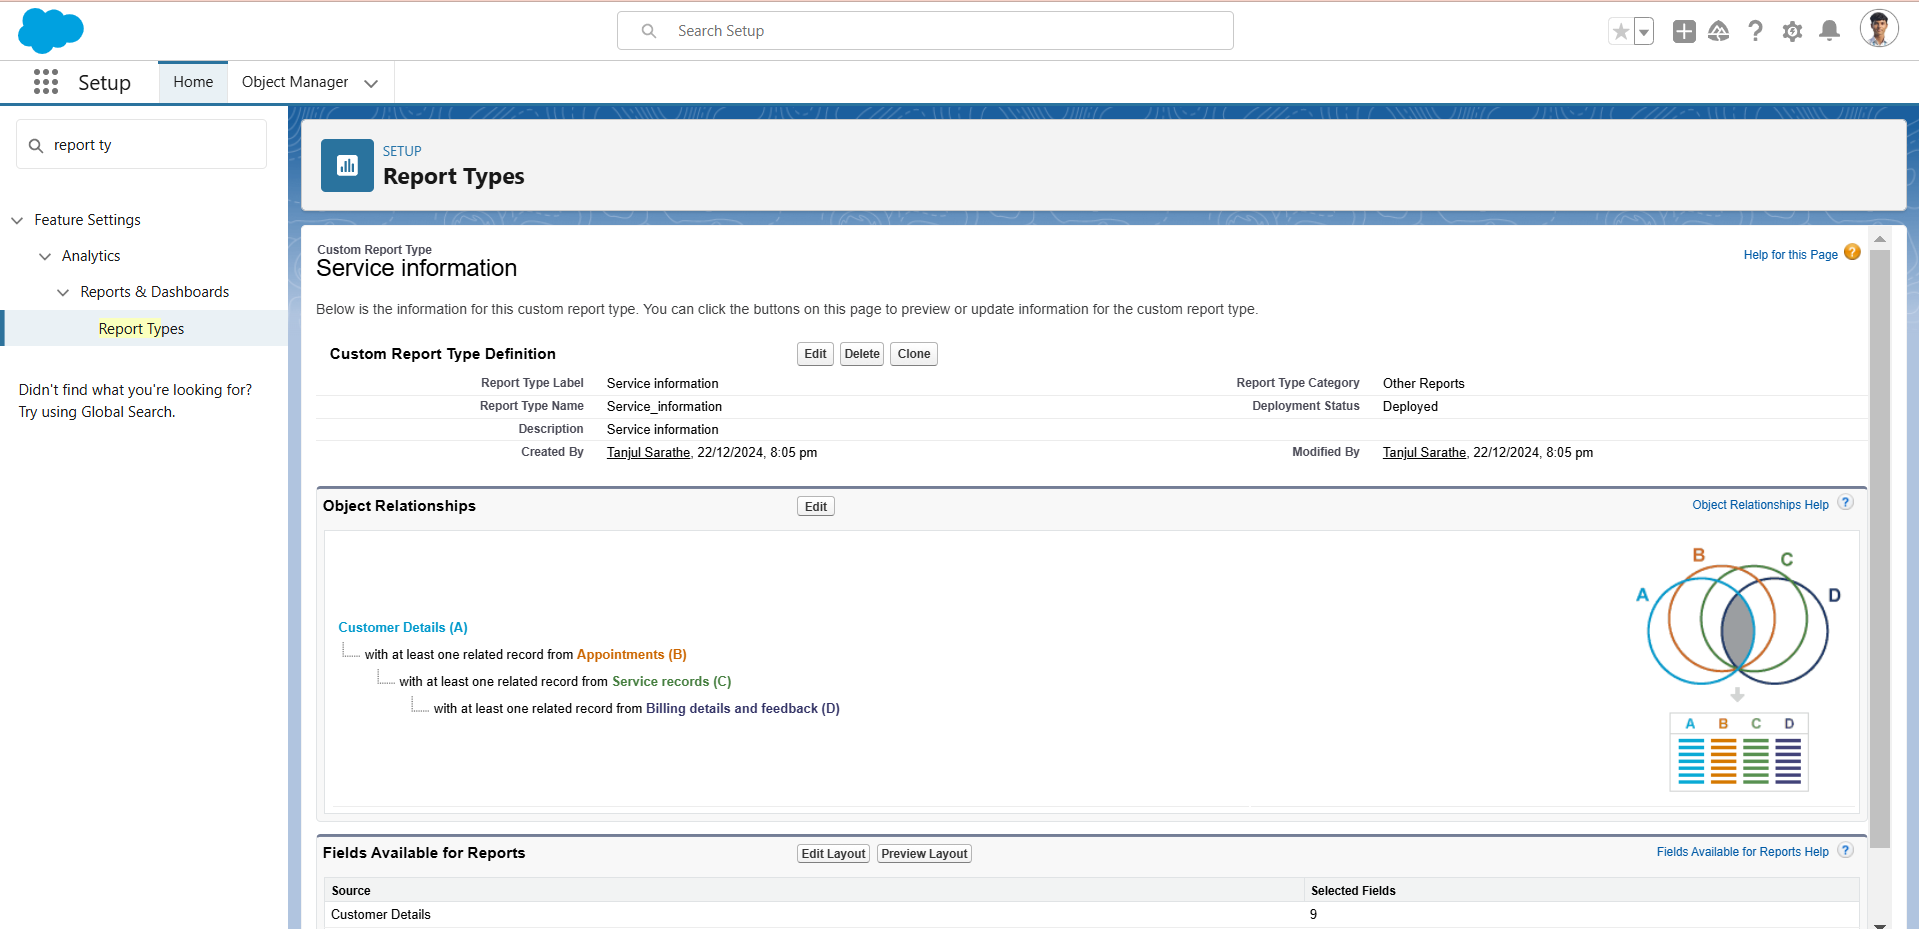 Search Setup
Setup
Home
Object Manager
report ty
Feature Settings
Analytics
Reports & Dashboards
Report Types
Didn't find what you're looking for?
Try using Global Search.
SETUP
Report Types
Custom Report Type
Service information
Help for this Page ?
Below is the information for this custom report type. You can click the buttons on this page to preview or update information for the custom report type.
Custom Report Type Definition
Edit Delete Clone
Report Type Label Service information Report Type Category Other Reports
Report Type Name Service_information Deployment Status Deployed
Description Service information
Created By Tanjul Sarathe, 22/12/2024, 8:05 pm Modified By Tanjul Sarathe, 22/12/2024, 8:05 pm
Object Relationships Edit Object Relationships Help ?
Customer Details (A)
with at least one related record from Appointments (B)
with at least one related record from Service records (C)
with at least one related record from Billing details and feedback (D)
B C
A D
A B C D
Fields Available for Reports Edit Layout Preview Layout Fields Available for Reports Help ?
Source Selected Fields
Customer Details 9